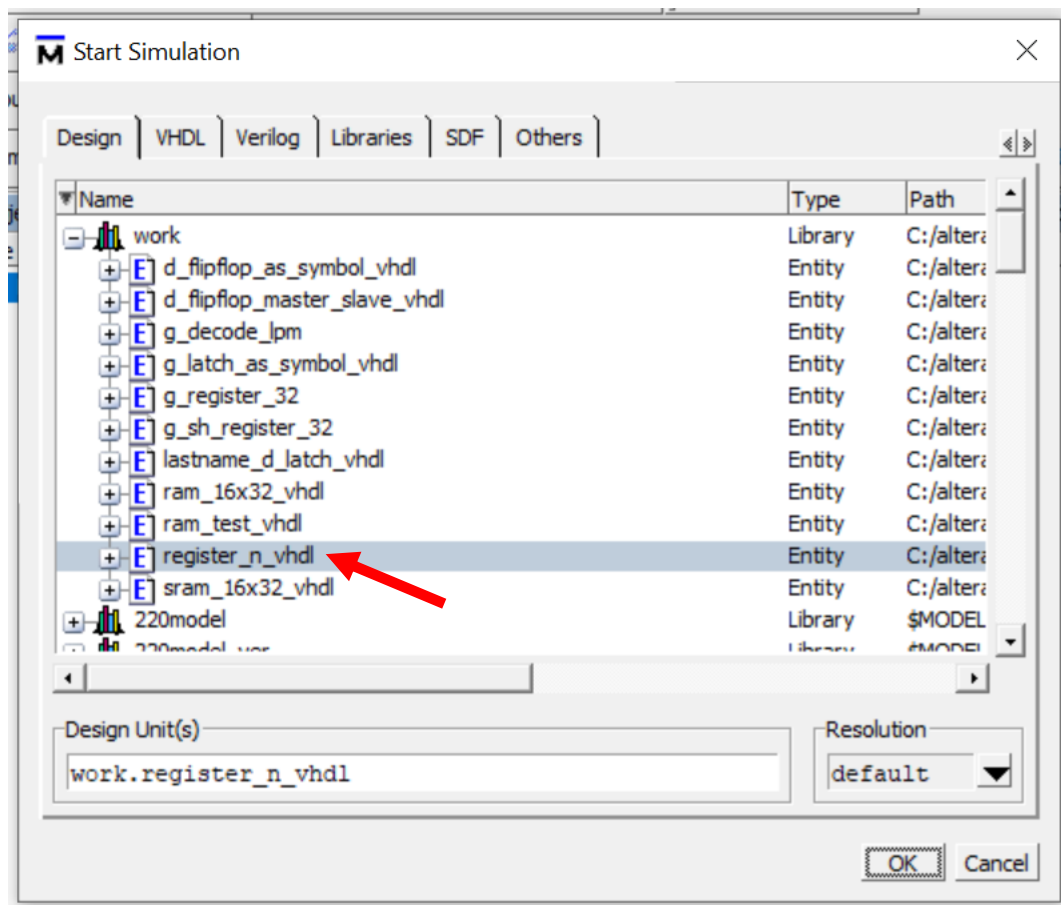 Start Simulation
Design VHDL Verilog Libraries SDF Others
Name Type Path
work Library C:/altera
d_flipflop_as_symbol_vhdl Entity C:/altera
d_flipflop_master_slave_vhdl Entity C:/altera
g_decode_lpm Entity C:/altera
g_latch_as_symbol_vhdl Entity C:/altera
g_register_32 Entity C:/altera
g_sh_register_32 Entity C:/altera
lastname_d_latch_vhdl Entity C:/altera
ram_16x32_vhdl Entity C:/altera
ram_test_vhdl Entity C:/altera
register_n_vhdl Entity C:/altera
sram_16x32_vhdl Entity C:/altera
220model Library $MODEL
220model_ver Library $MODEL
Design Unit(s) Resolution
work.register_n_vhdl default
OK Cancel